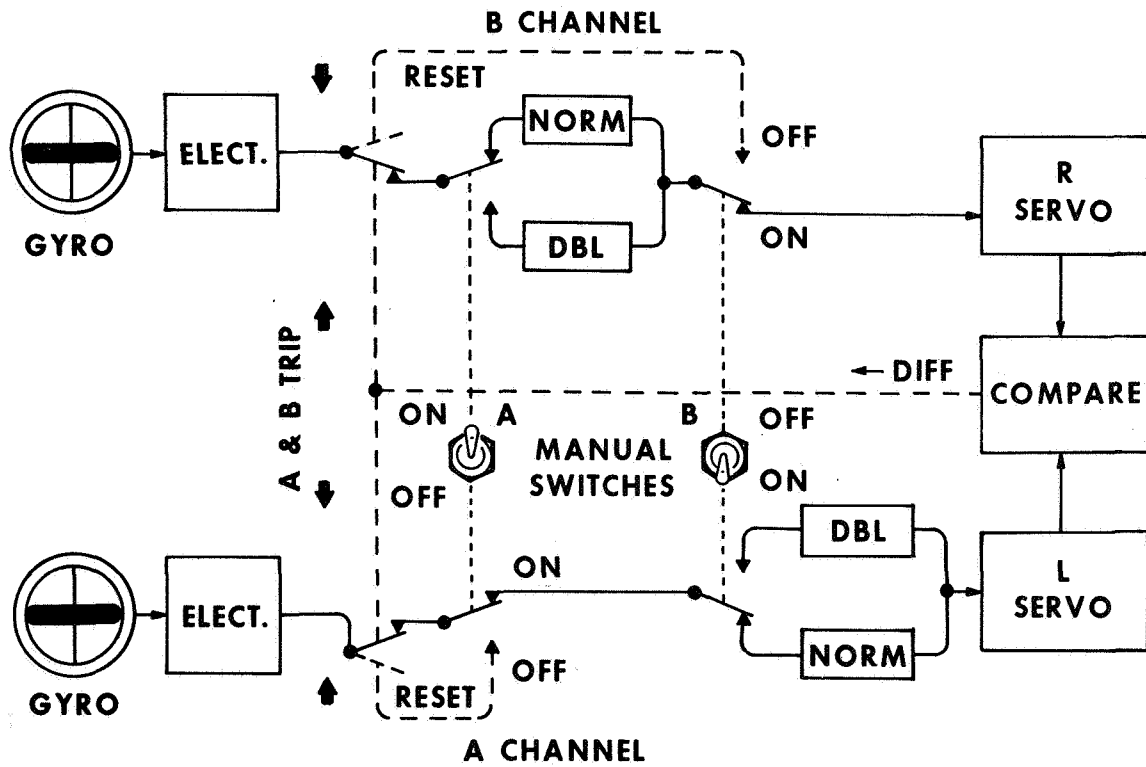 B CHANNEL
RESET
NORM
OFF
ELECT.
R
SERVO
GYRO
DBL
ON
A & B TRIP
DIFF
COMPARE
ON
A
B
OFF
MANUAL
SWITCHES
OFF
ON
DBL
ON
L
SERVO
ELECT.
NORM
OFF
RESET
GYRO
A CHANNEL